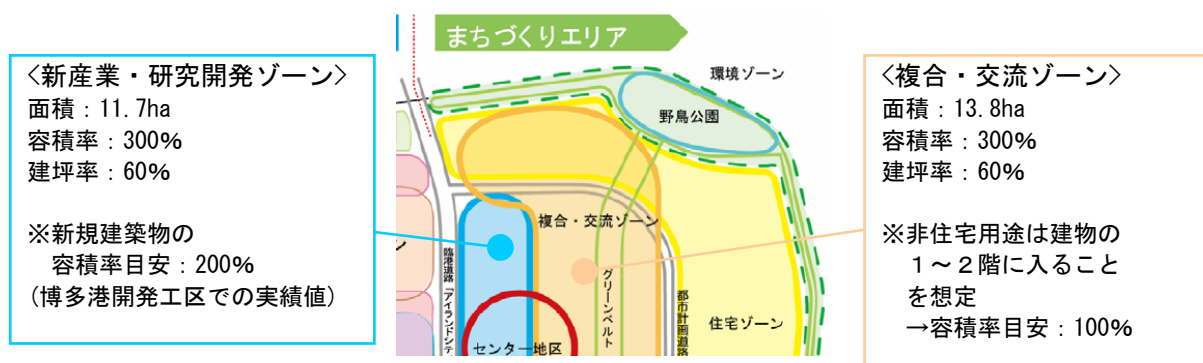 まちづくりエリア
<新産業・研究開発ゾーン>
面積：11.7ha
容積率：300%
建坪率：60%
※新規建築物の
容積率目安：200%
(博多港開発工区での実績値)
環境ゾーン
野鳥公園
複合・交流ゾーン
ン
臨港道路「アイランドシテ
グリーンベルト
都市計画道路
住宅ゾーン
センター地区
<複合・交流ゾーン>
面積：13.8ha
容積率：300%
建坪率：60%
※非住宅用途は建物の
１～２階に入ること
を想定
→容積率目安：100%